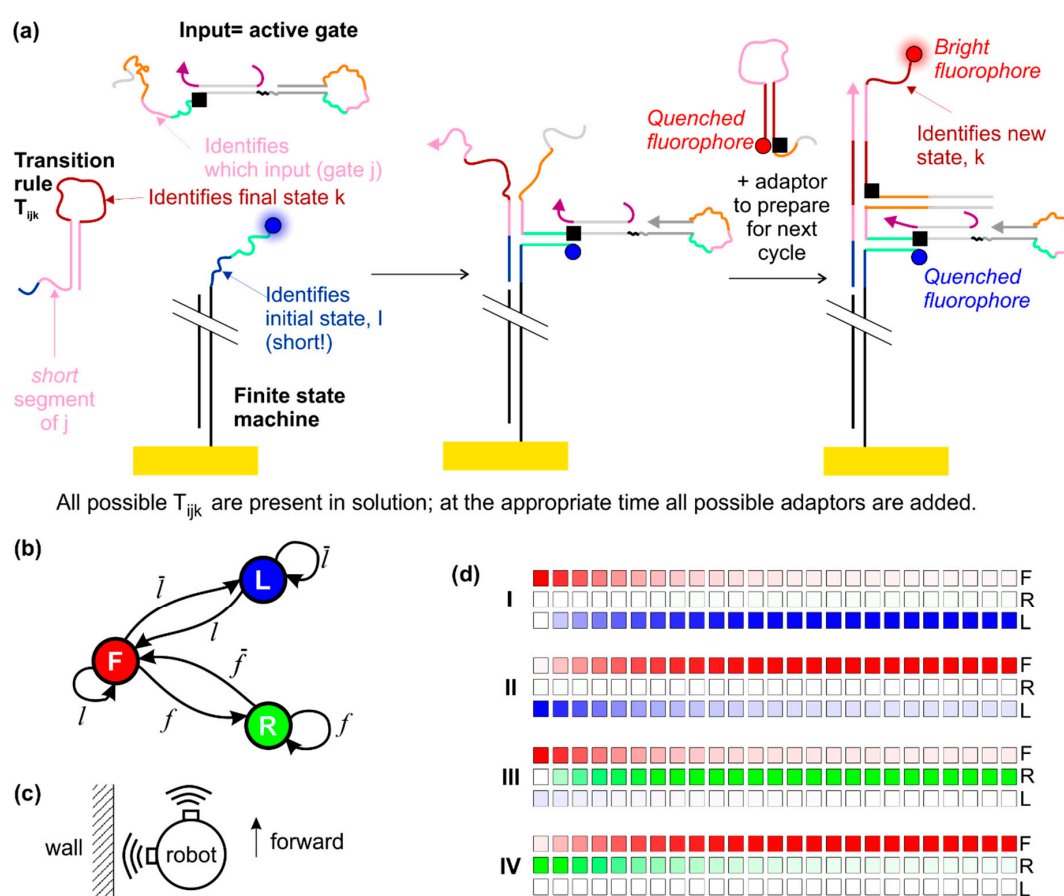 (a)
Input= active gate
Bright
fluorophore
Quenched
fluorophore
Identifies
which input (gate j)
Identifies new
state, k
Transition
rule
Tijk
Identifies final state k
+ adaptor
to prepare
for next
cycle
Identifies
initial state, I
(short!)
Quenched
fluorophore
short
segment
of j
Finite state
machine
All possible Tijk are present in solution; at the appropriate time all possible adaptors are added.
(b)
l̄
L
l̄
l
F
f̄
l
f
R
f
(c)
wall
robot
forward
(d)
I
F
R
L
II
F
R
L
III
F
R
L
IV
F
R
L